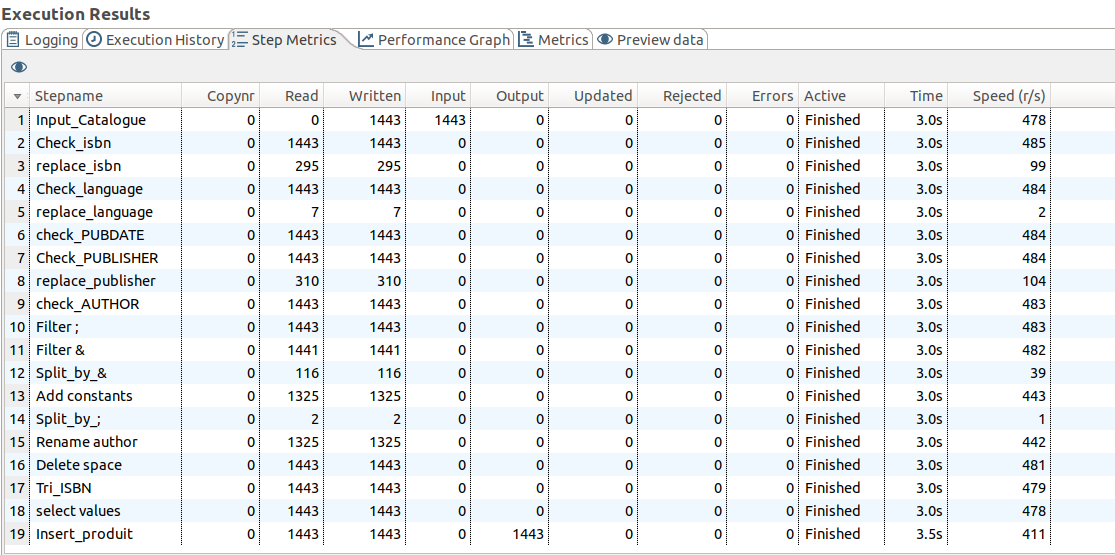 Execution Results
Logging Execution History Step Metrics Performance Graph Metrics Preview data
Stepname Copynr Read Written Input Output Updated Rejected Errors Active Time Speed (r/s)
1 Input_Catalogue 0 0 1443 1443 0 0 0 0 Finished 3.0s 478
2 Check_isbn 0 1443 1443 0 0 0 0 0 Finished 3.0s 485
3 replace_isbn 0 295 295 0 0 0 0 0 Finished 3.0s 99
4 Check_language 0 1443 1443 0 0 0 0 0 Finished 3.0s 484
5 replace_language 0 7 7 0 0 0 0 0 Finished 3.0s 2
6 check_PUBDATE 0 1443 1443 0 0 0 0 0 Finished 3.0s 484
7 Check_PUBLISHER 0 1443 1443 0 0 0 0 0 Finished 3.0s 484
8 replace_publisher 0 310 310 0 0 0 0 0 Finished 3.0s 104
9 check_AUTHOR 0 1443 1443 0 0 0 0 0 Finished 3.0s 483
10 Filter ; 0 1443 1443 0 0 0 0 0 Finished 3.0s 483
11 Filter & 0 1441 1441 0 0 0 0 0 Finished 3.0s 482
12 Split_by_& 0 116 116 0 0 0 0 0 Finished 3.0s 39
13 Add constants 0 1325 1325 0 0 0 0 0 Finished 3.0s 443
14 Split_by_; 0 2 2 0 0 0 0 0 Finished 3.0s 1
15 Rename author 0 1325 1325 0 0 0 0 0 Finished 3.0s 442
16 Delete space 0 1443 1443 0 0 0 0 0 Finished 3.0s 481
17 Tri_ISBN 0 1443 1443 0 0 0 0 0 Finished 3.0s 479
18 select values 0 1443 1443 0 0 0 0 0 Finished 3.0s 478
19 Insert_produit 0 1443 1443 0 1443 0 0 0 Finished 3.5s 411